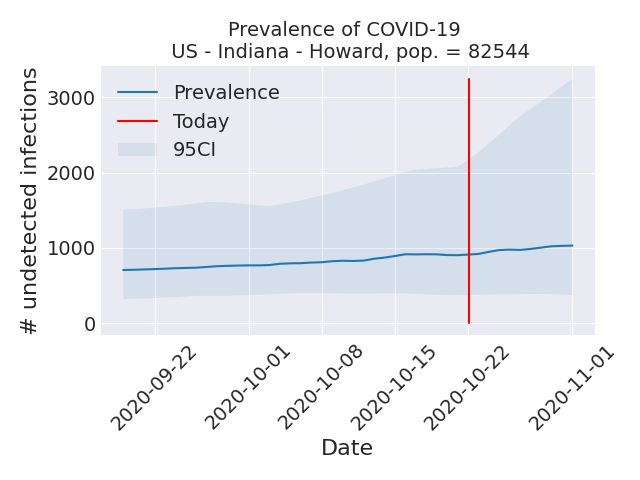 Prevalence of COVID-19
US - Indiana - Howard, pop. = 82544
Prevalence
Today
95CI
# undetected infections
3000
2000
1000
0
2020-09-22
2020-10-01
2020-10-08
2020-10-15
2020-10-22
2020-11-01
Date